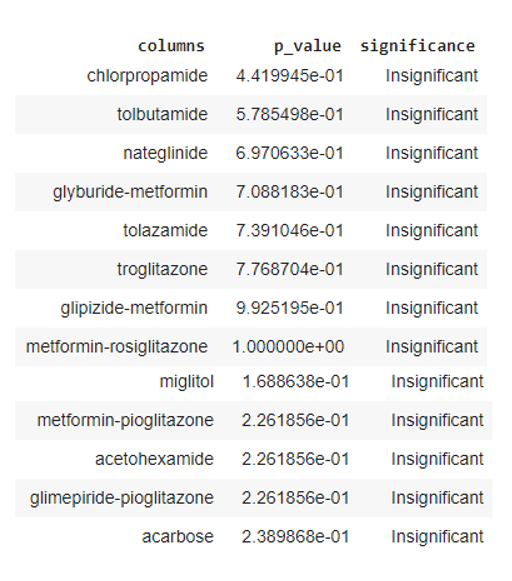 columns p_value significance
chlorpropamide 4.419945e-01 Insignificant
tolbutamide 5.785498e-01 Insignificant
nateglinide 6.970633e-01 Insignificant
glyburide-metformin 7.088183e-01 Insignificant
tolazamide 7.391046e-01 Insignificant
troglitazone 7.768704e-01 Insignificant
glipizide-metformin 9.925195e-01 Insignificant
metformin-rosiglitazone 1.000000e+00 Insignificant
miglitol 1.688638e-01 Insignificant
metformin-pioglitazone 2.261856e-01 Insignificant
acetohexamide 2.261856e-01 Insignificant
glimepiride-pioglitazone 2.261856e-01 Insignificant
acarbose 2.389868e-01 Insignificant